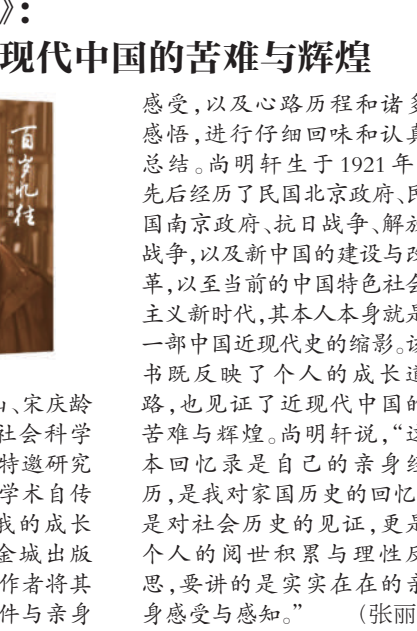 》：
现代中国的苦难与辉煌
百岁忆往
、宋庆龄
社会科学
特邀研究
学术自传
我的成长
金城出版
作者将其
件与亲身
感受，以及心路历程和诸多
感悟，进行仔细回味和认真
总结。尚明轩生于1921年
先后经历了民国北京政府、民
国南京政府、抗日战争、解放
战争，以及新中国的建设与改
革，以至当前的中国特色社会
主义新时代，其本人本身就是
一部中国近现代史的缩影。该
书既反映了个人的成长道
路，也见证了近现代中国的
苦难与辉煌。尚明轩说，“这
本回忆录是自己的亲身经
历，是我对家国历史的回忆
是对社会历史的见证，更是
个人的阅世积累与理性反
思，要讲的是实实在在的亲
身感受与感知。” （张丽